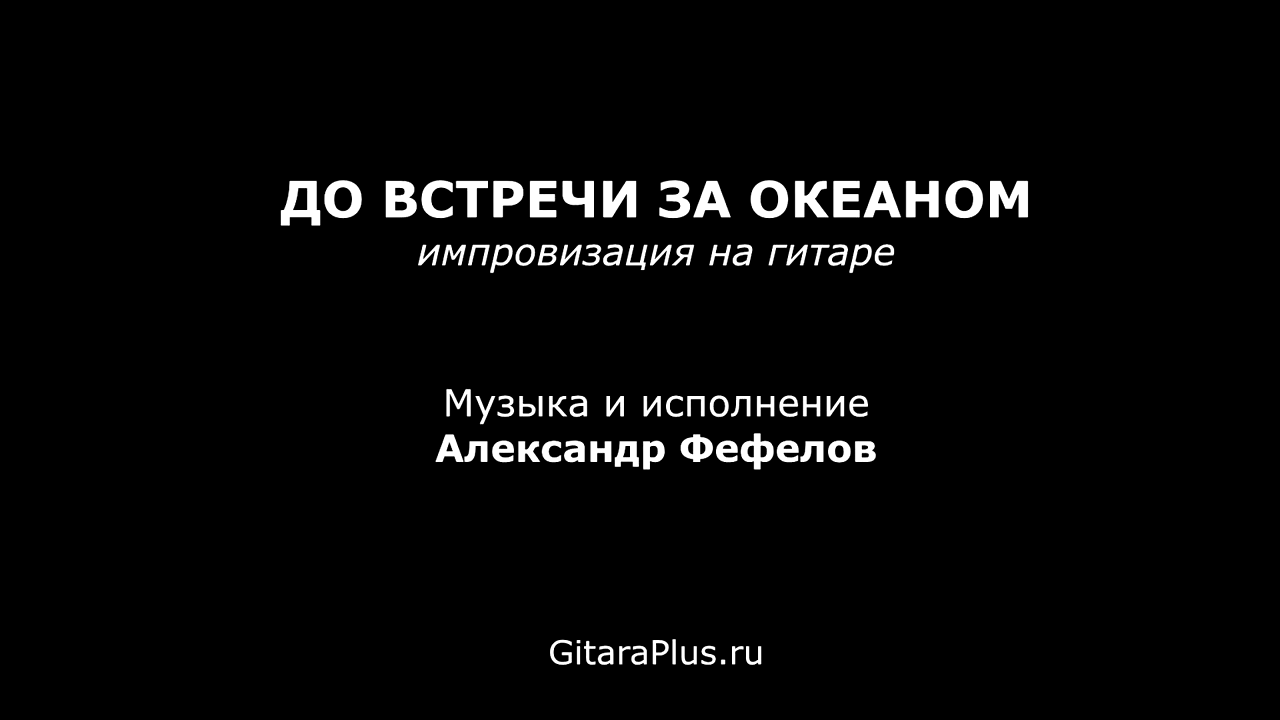 ДО ВСТРЕЧИ ЗА ОКЕАНОМ
импровизация на гитаре
Музыка и исполнение
Александр Фефелов
GitaraPlus.ru